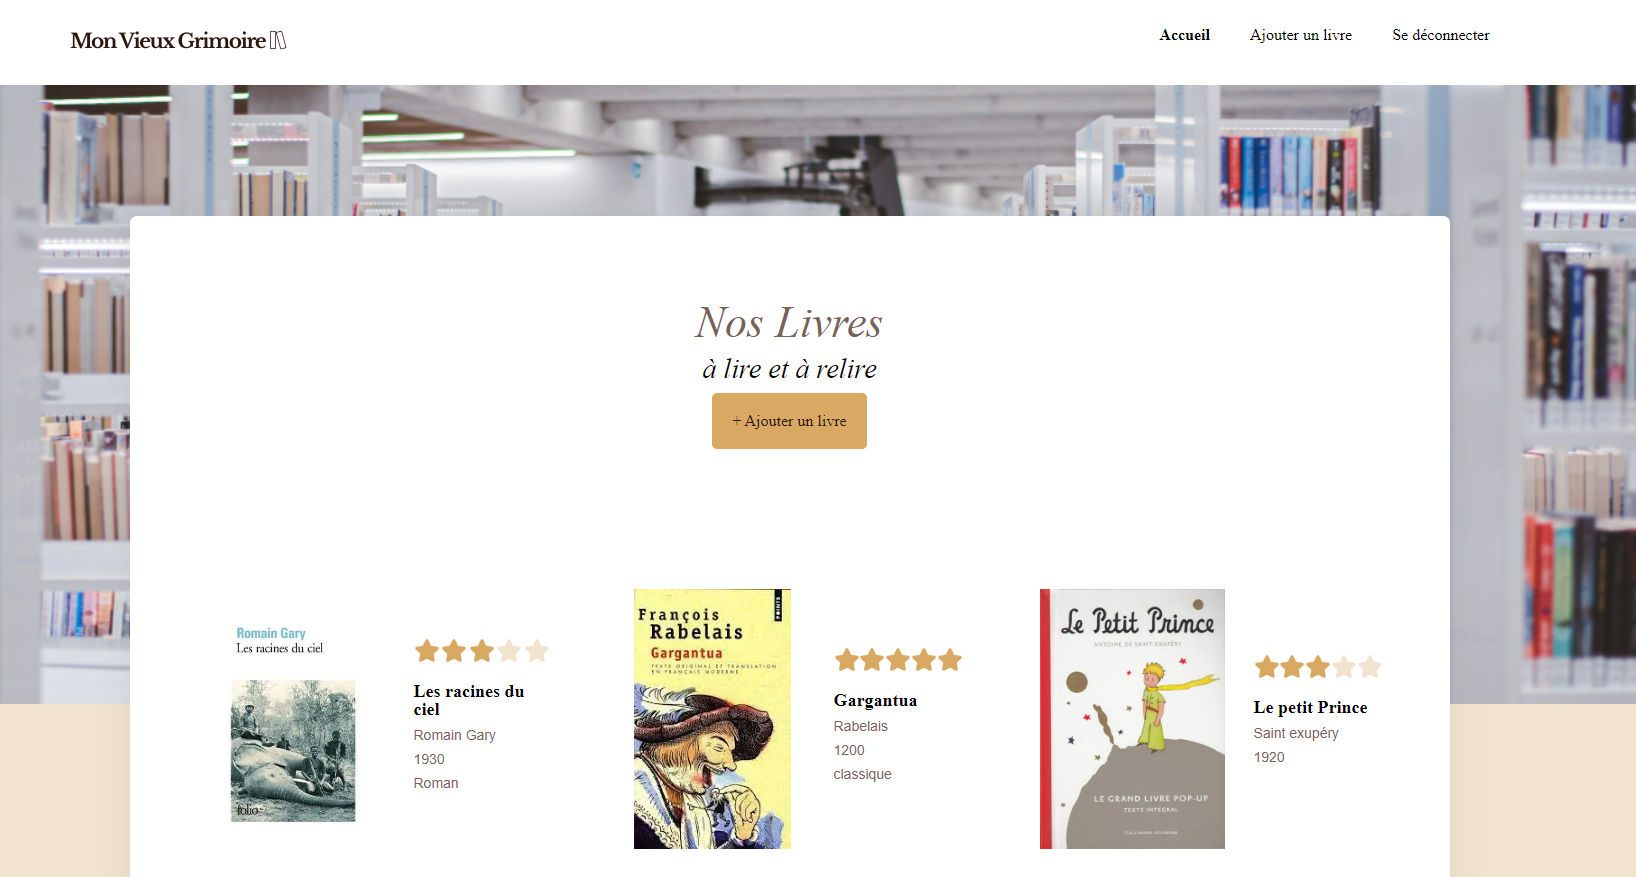 Mon Vieux Grimoire
Accueil
Ajouter un livre
Se déconnecter
Nos Livres
à lire et à relire
+ Ajouter un livre
Romain Gary
Les racines du ciel
folio
Les racines du
ciel
Romain Gary
1930
Roman
POINTS
François
Rabelais
Gargantua
TEXTE ORIGINAL ET TRANSLATION
EN FRANÇAIS MODERNE
Gargantua
Rabelais
1200
classique
Le Petit Prince
ANTOINE DE SAINT-EXUPÉRY
LE GRAND LIVRE POP-UP
TEXTE INTÉGRAL
GALLIMARD JEUNESSE
Le petit Prince
Saint exupéry
1920